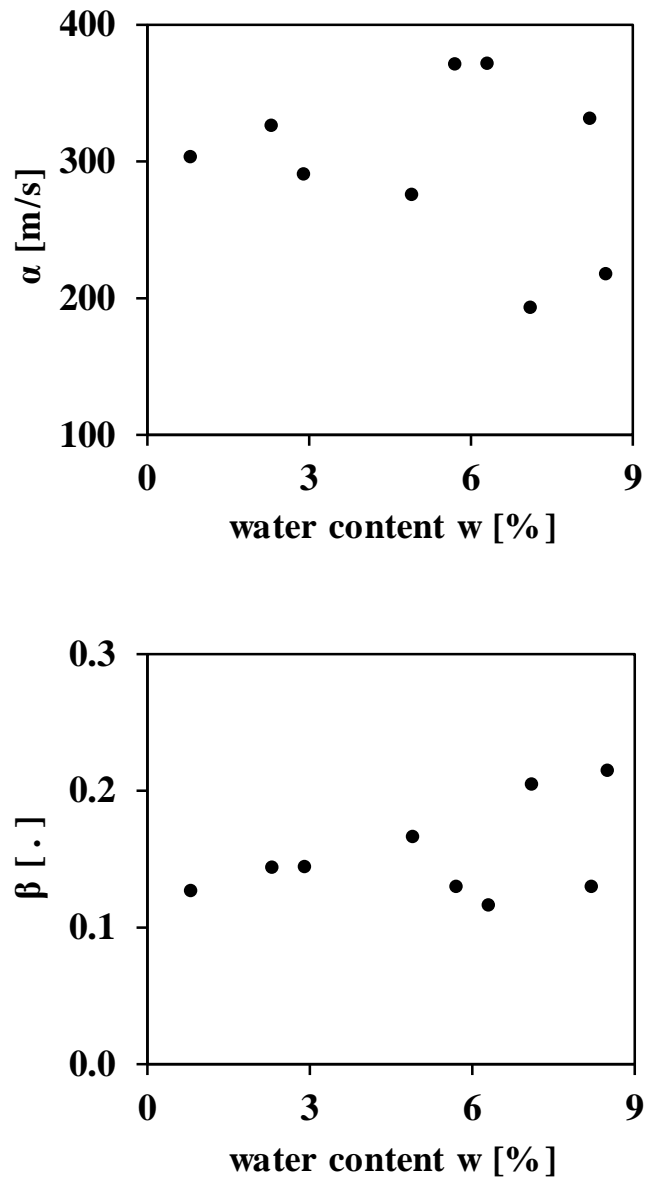 400
300
200
100
α [m/s]
0 3 6 9
water content w [%]
0.3
0.2
0.1
0.0
β [ . ]
0 3 6 9
water content w [%]